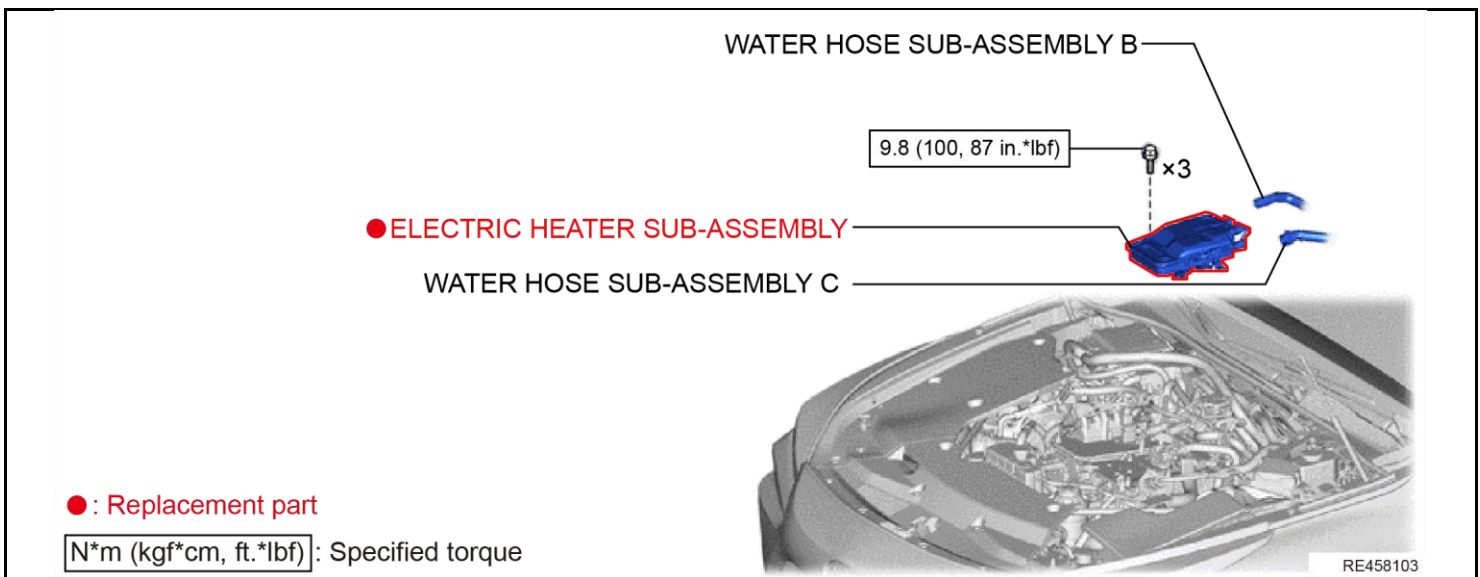 WATER HOSE SUB-ASSEMBLY B
9.8 (100, 87 in.*lbf)
×3
●ELECTRIC HEATER SUB-ASSEMBLY
WATER HOSE SUB-ASSEMBLY C
●: Replacement part
N*m (kgf*cm, ft.*lbf) : Specified torque
RE458103